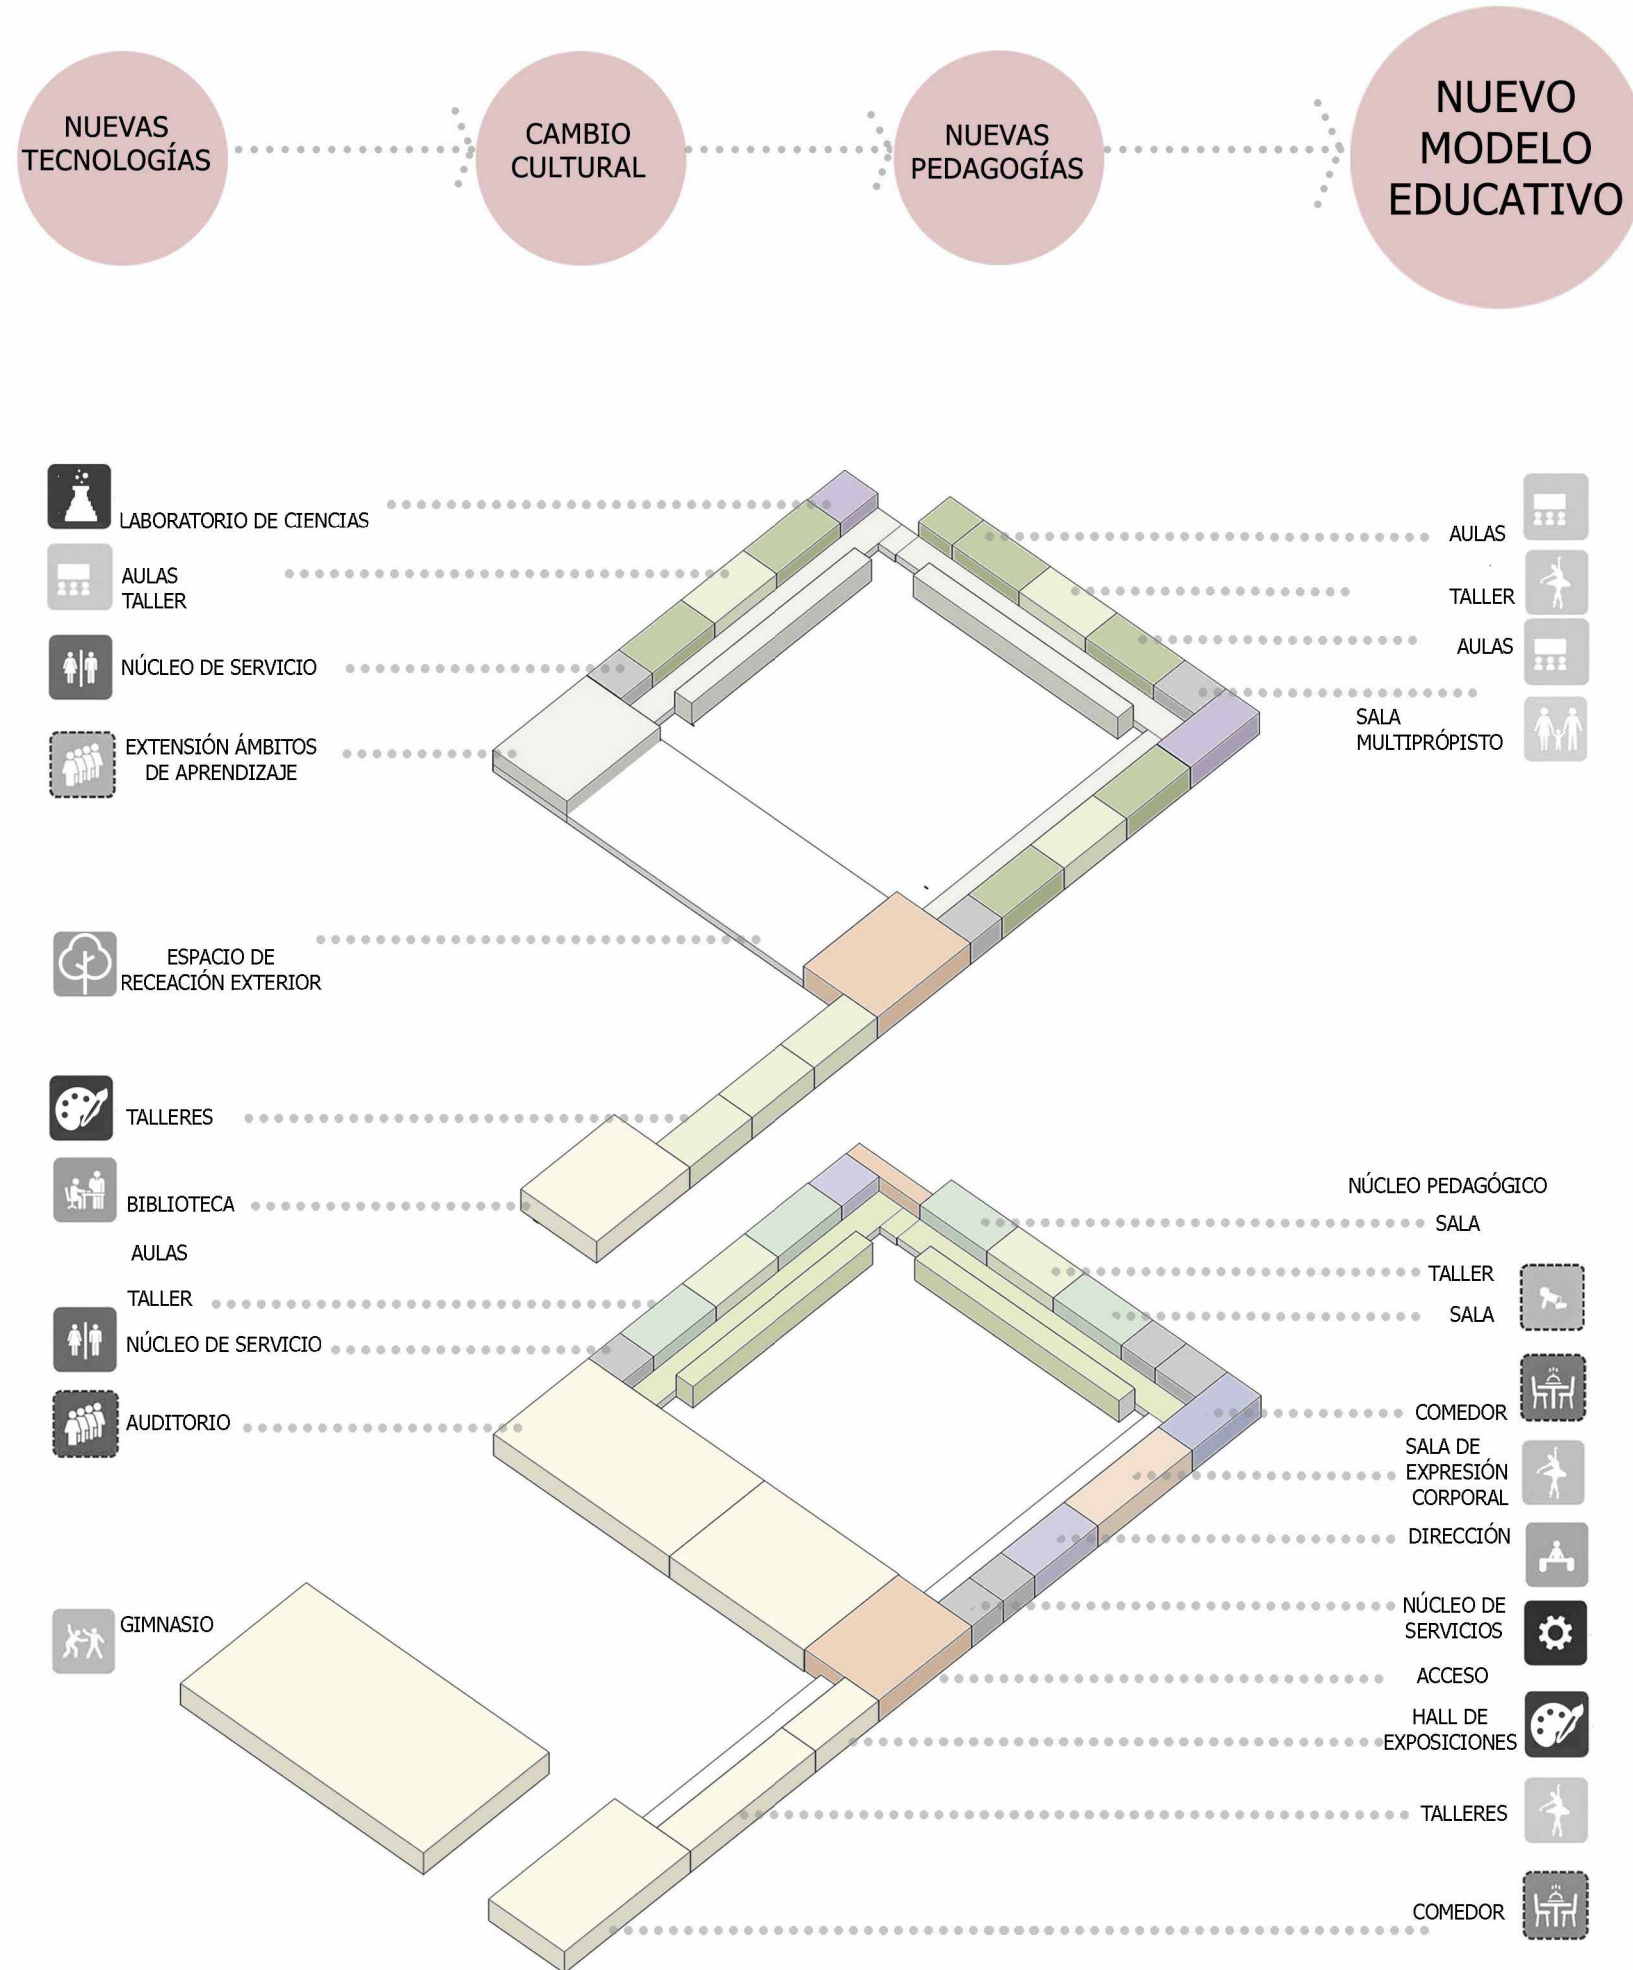 NUEVAS
TECNOLOGÍAS
CAMBIO
CULTURAL
NUEVAS
PEDAGOGÍAS
NUEVO
MODELO
EDUCATIVO
LABORATORIO DE CIENCIAS
AULAS
TALLER
NÚCLEO DE SERVICIO
EXTENSIÓN ÁMBITOS
DE APRENDIZAJE
ESPACIO DE
RECEACIÓN EXTERIOR
TALLERES
BIBLIOTECA
AULAS
TALLER
NÚCLEO DE SERVICIO
AUDITORIO
GIMNASIO
AULAS
TALLER
AULAS
SALA
MULTIPRÓPISTO
NÚCLEO PEDAGÓGICO
SALA
TALLER
SALA
COMEDOR
SALA DE
EXPRESIÓN
CORPORAL
DIRECCIÓN
NÚCLEO DE
SERVICIOS
ACCESO
HALL DE
EXPOSICIONES
TALLERES
COMEDOR